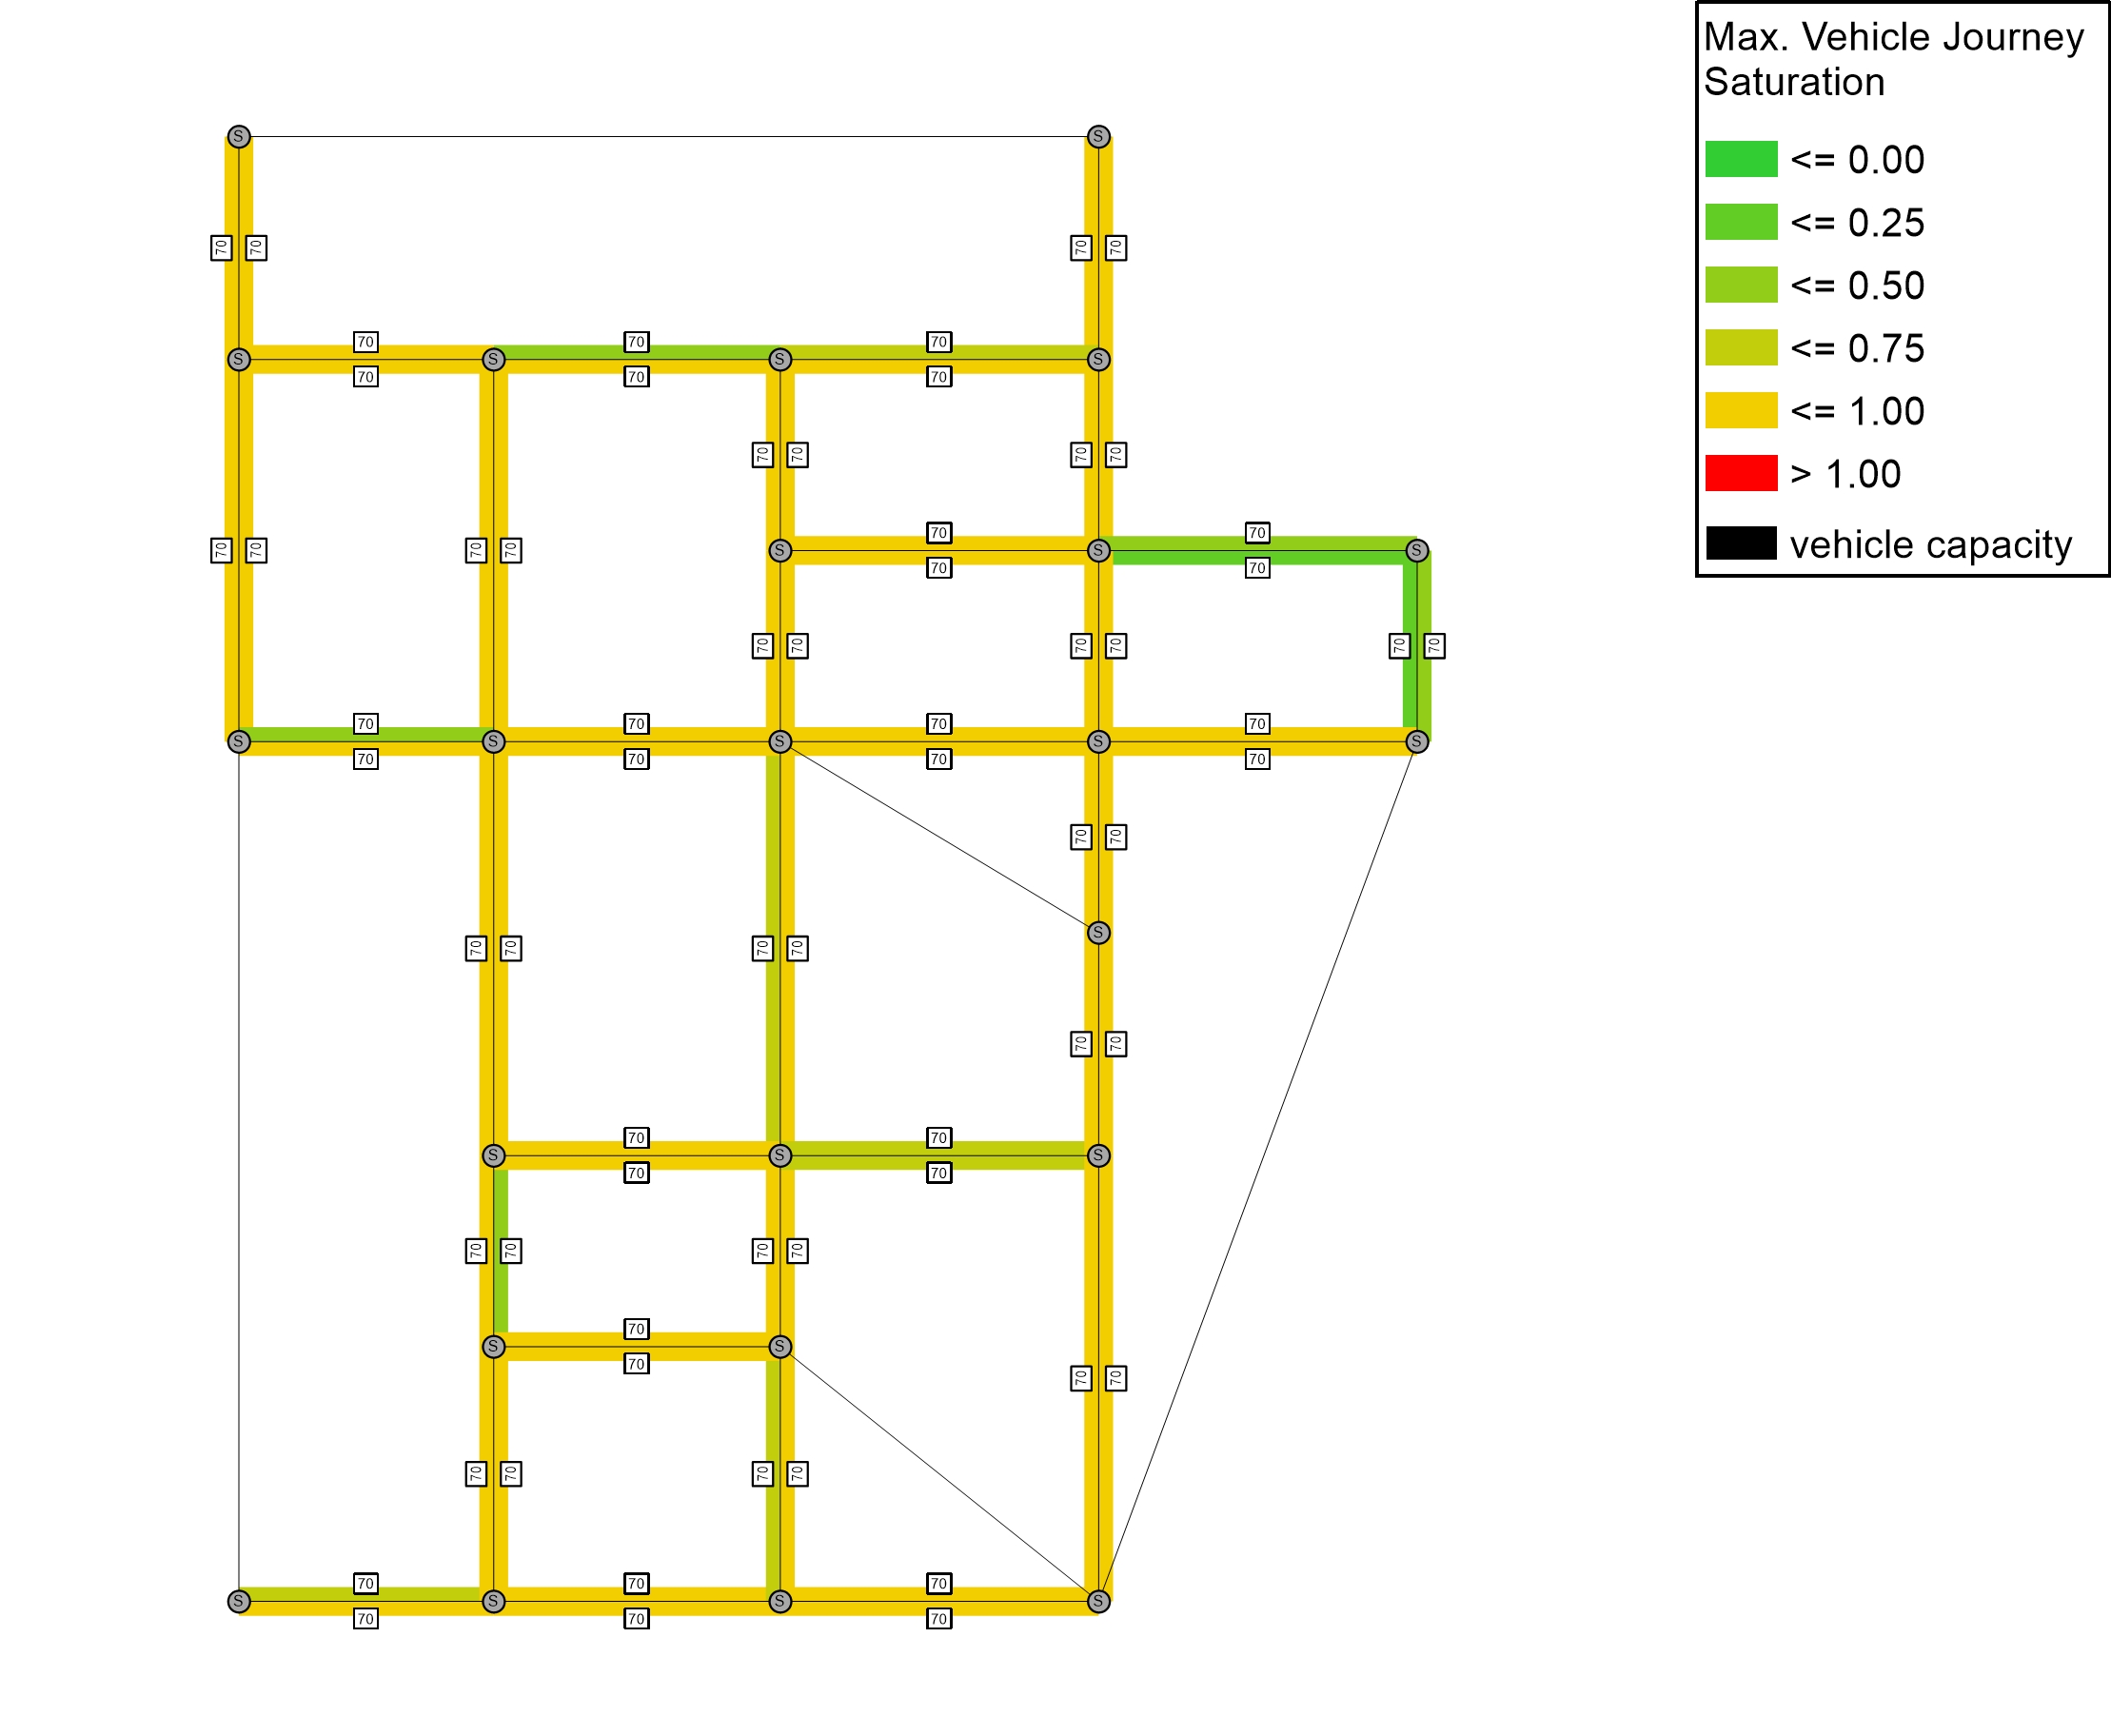 Max. Vehicle Journey
Saturation
<= 0.00
<= 0.25
<= 0.50
<= 0.75
<= 1.00
> 1.00
vehicle capacity
S S
70 70 70 70
70 70 70
S S S S
70 70 70
70 70 70 70
70 70
70 70 70 70 S S S
70 70
70 70 70 70 70 70
70 70 70 70
S S S S S
70 70 70 70
70 70
S
70 70 70 70
70 70
70 70
S S S
70 70
70 70 70 70
70
S S
70
70 70
70 70 70 70
70 70 70
S S S S
70 70 70